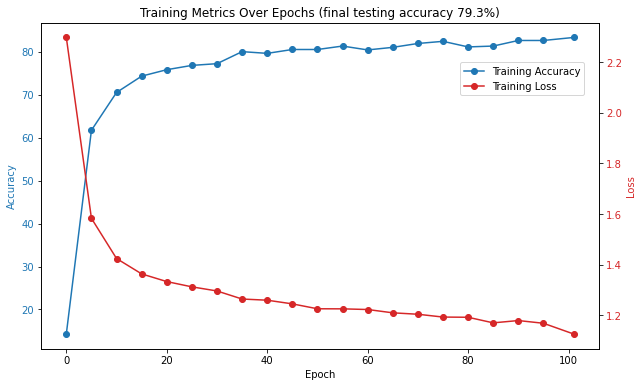 Training Metrics Over Epochs (final testing accuracy 79.3%)
Training Accuracy
Training Loss
Accuracy
80
70
60
50
40
30
20
Loss
2.2
2.0
1.8
1.6
1.4
1.2
0 20 40 60 80 100
Epoch